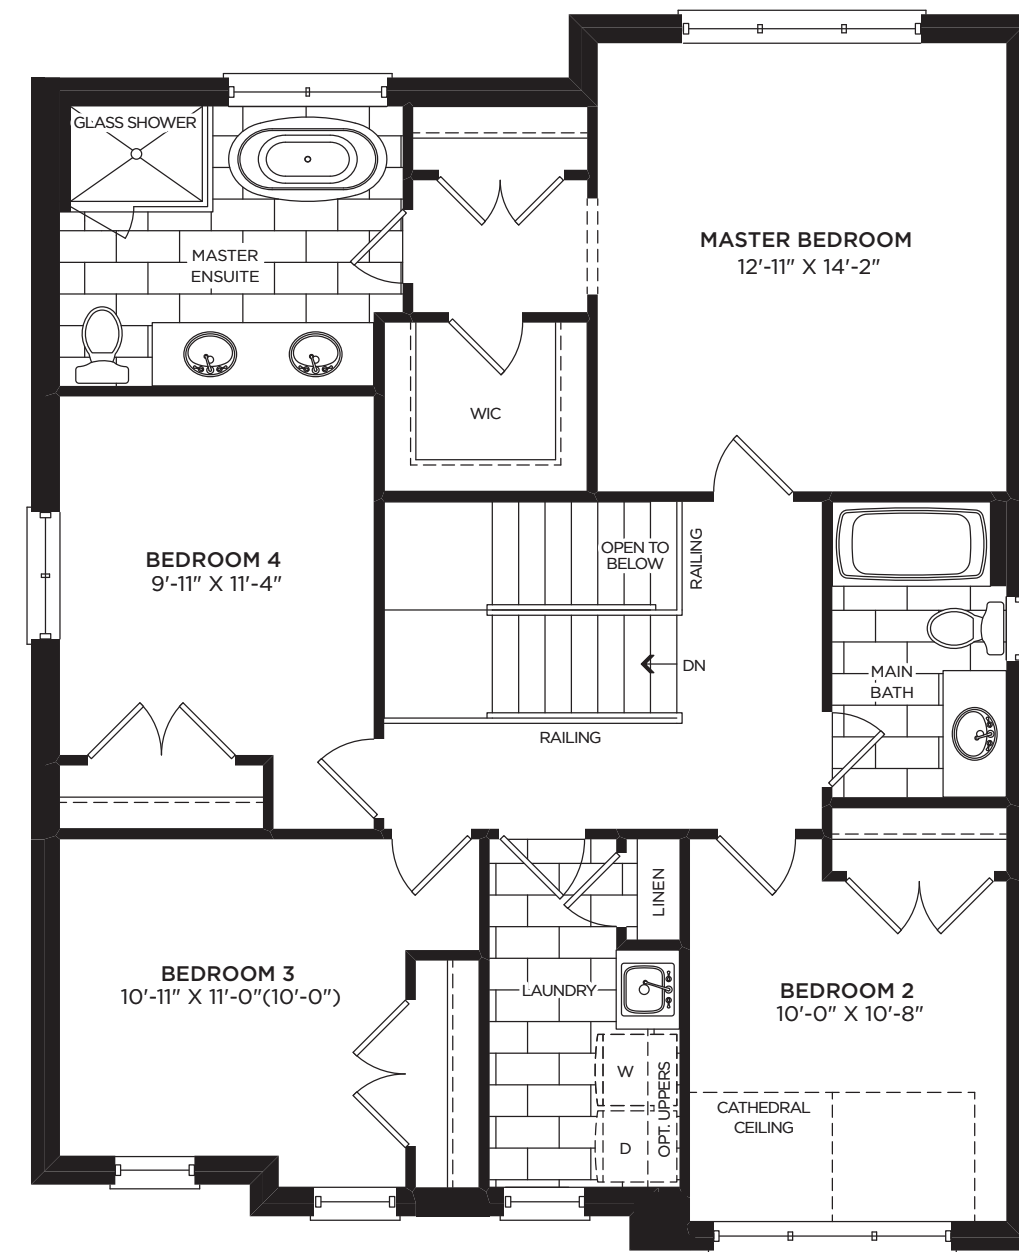 GLASS SHOWER
MASTER
ENSUITE
MASTER BEDROOM
12'-11" X 14'-2"
WIC
BEDROOM 4
9'-11" X 11'-4"
OPEN TO
BELOW
RAILING
DN
RAILING
MAIN
BATH
LINEN
BEDROOM 3
10'-11" X 11'-0"(10'-0")
LAUNDRY
W
D
OPT. UPPERS
BEDROOM 2
10'-0" X 10'-8"
CATHEDRAL
CEILING